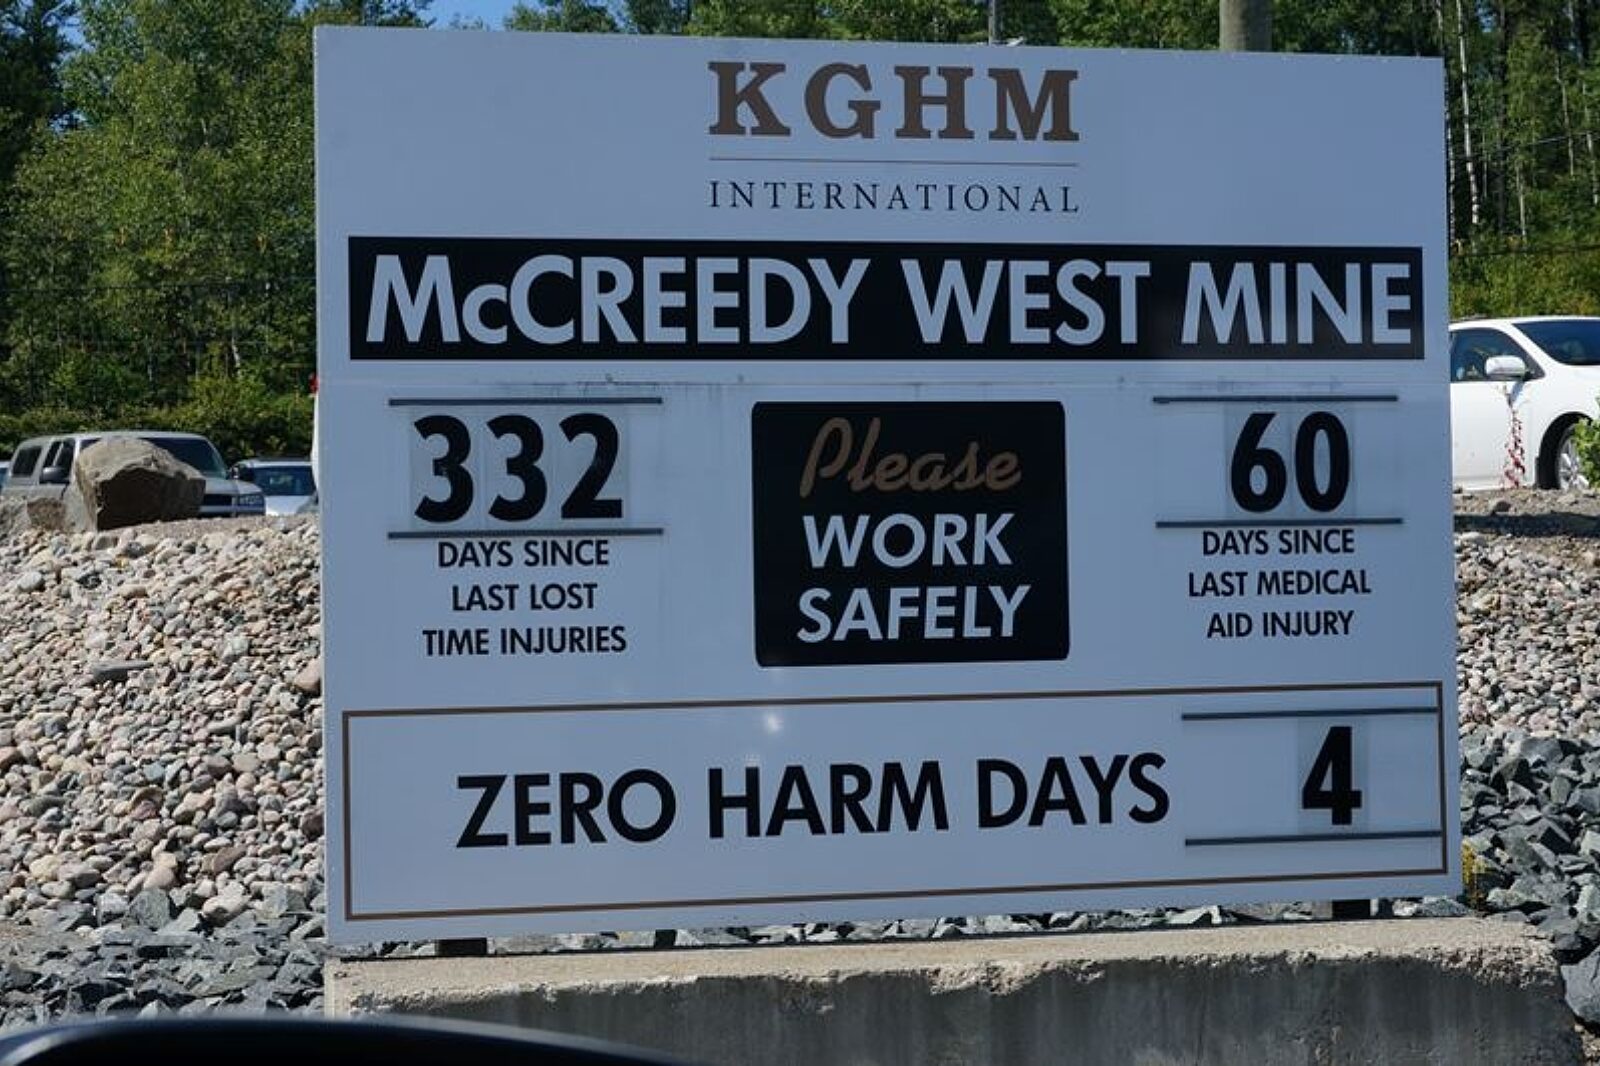 KGHM
INTERNATIONAL
McCREEDY WEST MINE
332
DAYS SINCE
LAST LOST
TIME INJURIES
Please
WORK
SAFELY
60
DAYS SINCE
LAST MEDICAL
AID INJURY
ZERO HARM DAYS 4